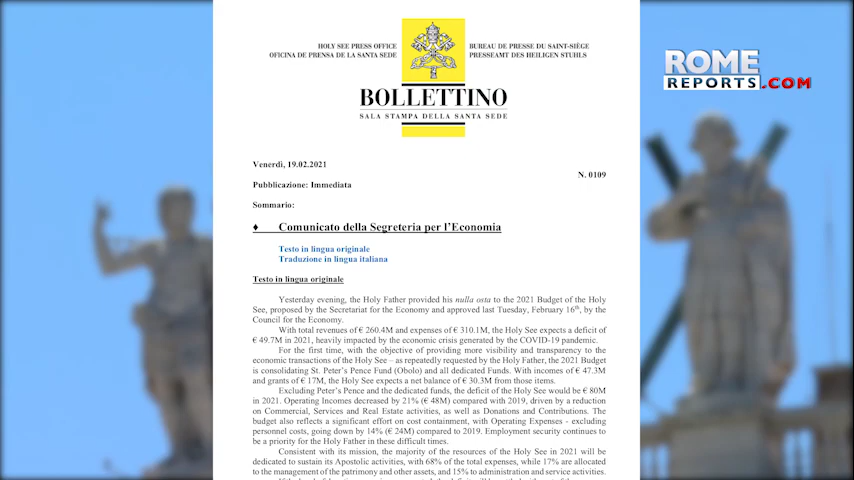 HOLY SEE PRESS OFFICE
OFICINA DE PRENSA DE LA SANTA SEDE
BUREAU DE PRESSE DU SAINT-SIÈGE
PRESSEAMT DES HEILIGEN STUHLS
BOLLETTINO
SALA STAMPA DELLA SANTA SEDE
ROME
REPORTS.COM
Venerdì, 19.02.2021
N. 0109
Pubblicazione: Immediata
Sommario:
♦ Comunicato della Segreteria per l'Economia
Testo in lingua originale
Traduzione in lingua italiana
Testo in lingua originale
Yesterday evening, the Holy Father provided his nulla osta to the 2021 Budget of the Holy
See, proposed by the Secretariat for the Economy and approved last Tuesday, February 16th, by the
Council for the Economy.
With total revenues of € 260.4M and expenses of € 310.1M, the Holy See expects a deficit of
€ 49.7M in 2021, heavily impacted by the economic crisis generated by the COVID-19 pandemic.
For the first time, with the objective of providing more visibility and transparency to the
economic transactions of the Holy See – as repeatedly requested by the Holy Father, the 2021 Budget
is consolidating St. Peter's Pence Fund (Obolo) and all dedicated Funds. With incomes of € 47.3M
and grants of € 17M, the Holy See expects a net balance of € 30.3M from those items.
Excluding Peter's Pence and the dedicated funds, the deficit of the Holy See would be € 80M
in 2021. Operating Incomes decreased by 21% (€ 48M) compared with 2019, driven by a reduction
on Commercial, Services and Real Estate activities, as well as Donations and Contributions. The
budget also reflects a significant effort on cost containment, with Operating Expenses - excluding
personnel costs, going down by 14% (€ 24M) compared to 2019. Employment security continues to
be a priority for the Holy Father in these difficult times.
Consistent with its mission, the majority of the resources of the Holy See in 2021 will be
dedicated to sustain its Apostolic activities, with 68% of the total expenses, while 17% are allocated
to the management of the patrimony and other assets, and 15% to administration and service activities.